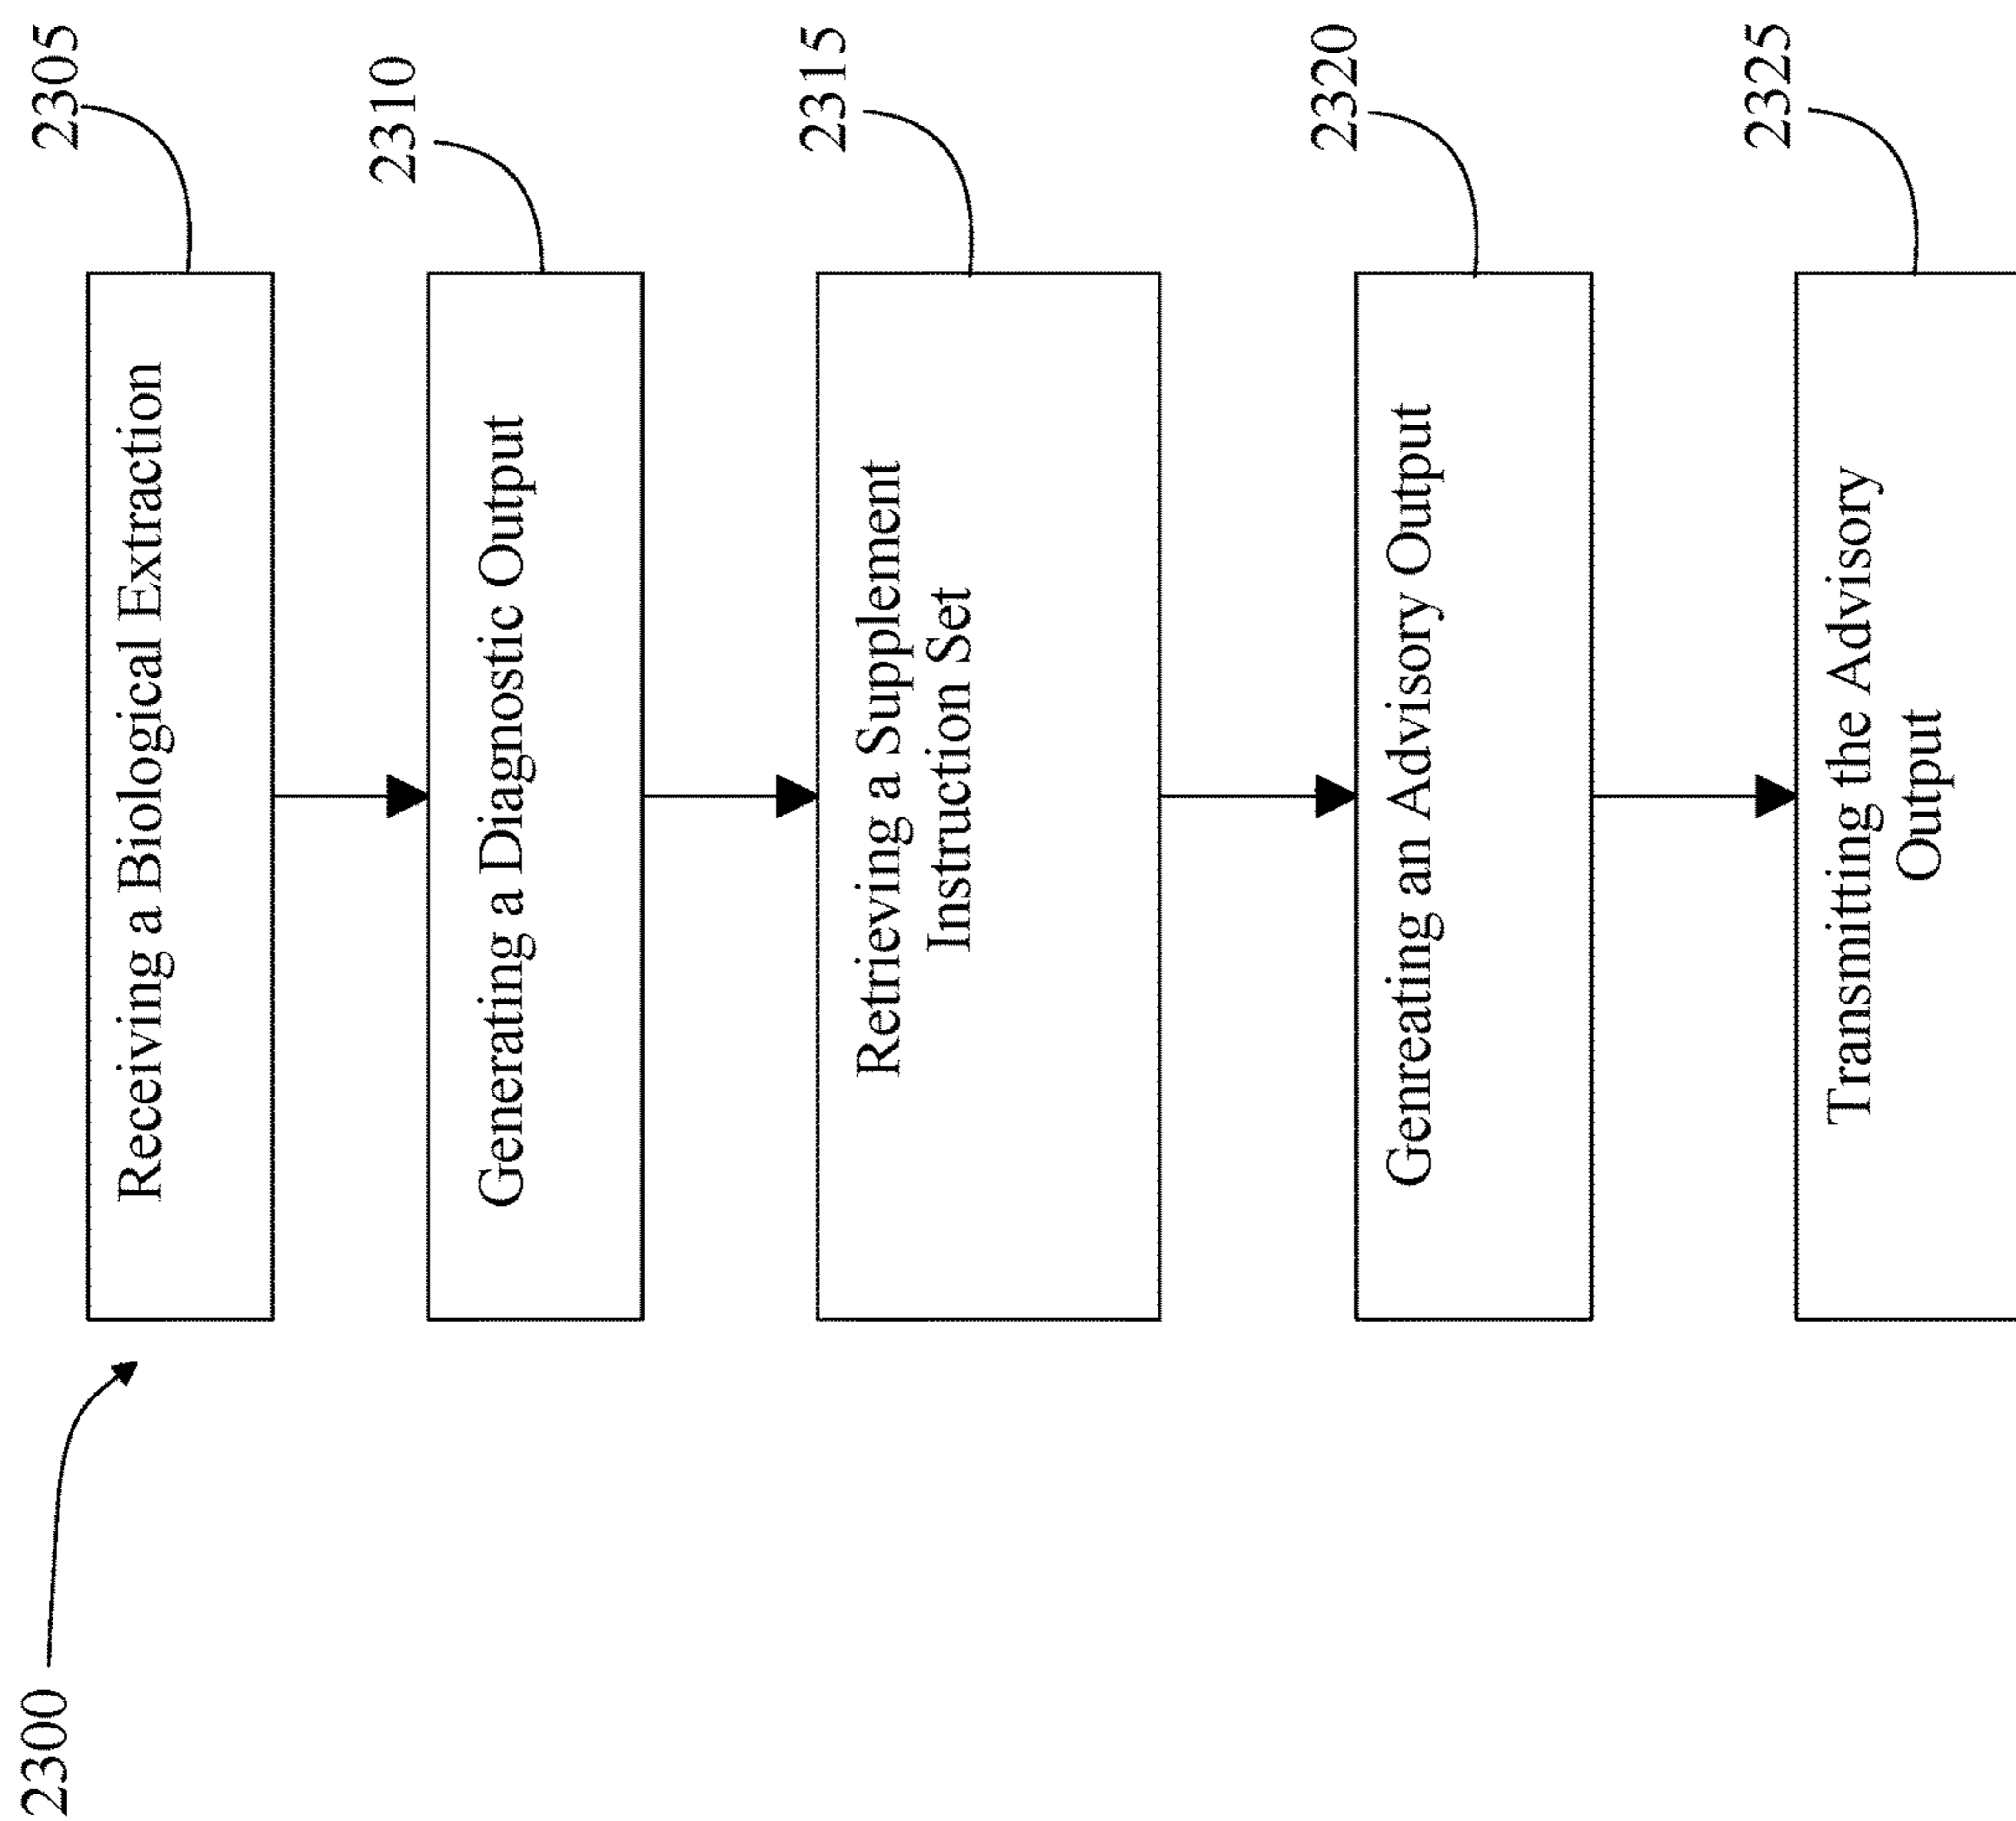 2300
2305
Receiving a Biological Extraction
2310
Generating a Diagnostic Output
2315
Retrieving a Supplement
Instruction Set
2320
Genreating an Advisory Output
2325
Transmitting the Advisory
Output